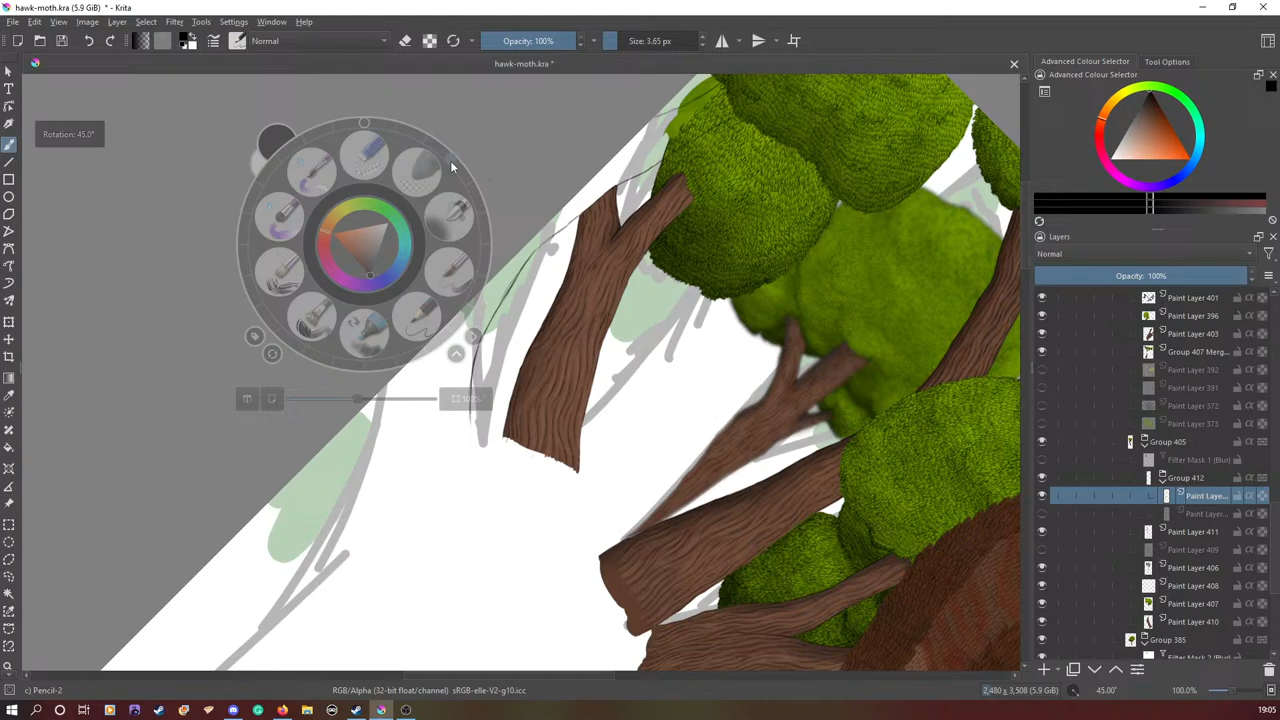 hawk-moth.kra (5.9 GiB) * - Krita
File Edit View Image Layer Select Filter Tools Settings Window Help
Normal
Opacity: 100%
Size: 3.65 px
hawk-moth.kra *
Rotation: 45.0°
100%
Advanced Colour Selector
Tool Options
Advanced Colour Selector
Layers
Normal
Opacity: 100%
Paint Layer 401
Paint Layer 396
Paint Layer 403
Group 407 Merg...
Paint Layer 392
Paint Layer 391
Paint Layer 372
Paint Layer 373
Group 405
Filter Mask 1 (Blur)
Group 412
Paint Laye...
Paint Layer...
Paint Layer 411
Paint Layer 409
Paint Layer 406
Paint Layer 408
Paint Layer 407
Paint Layer 410
Group 385
Filter Mask 2 (Blur)
c) Pencil-2
RGB/Alpha (32-bit float/channel) sRGB-elle-V2-g10.icc
2,480 x 3,508 (5.9 GiB)
45.00°
100.0%
19:05